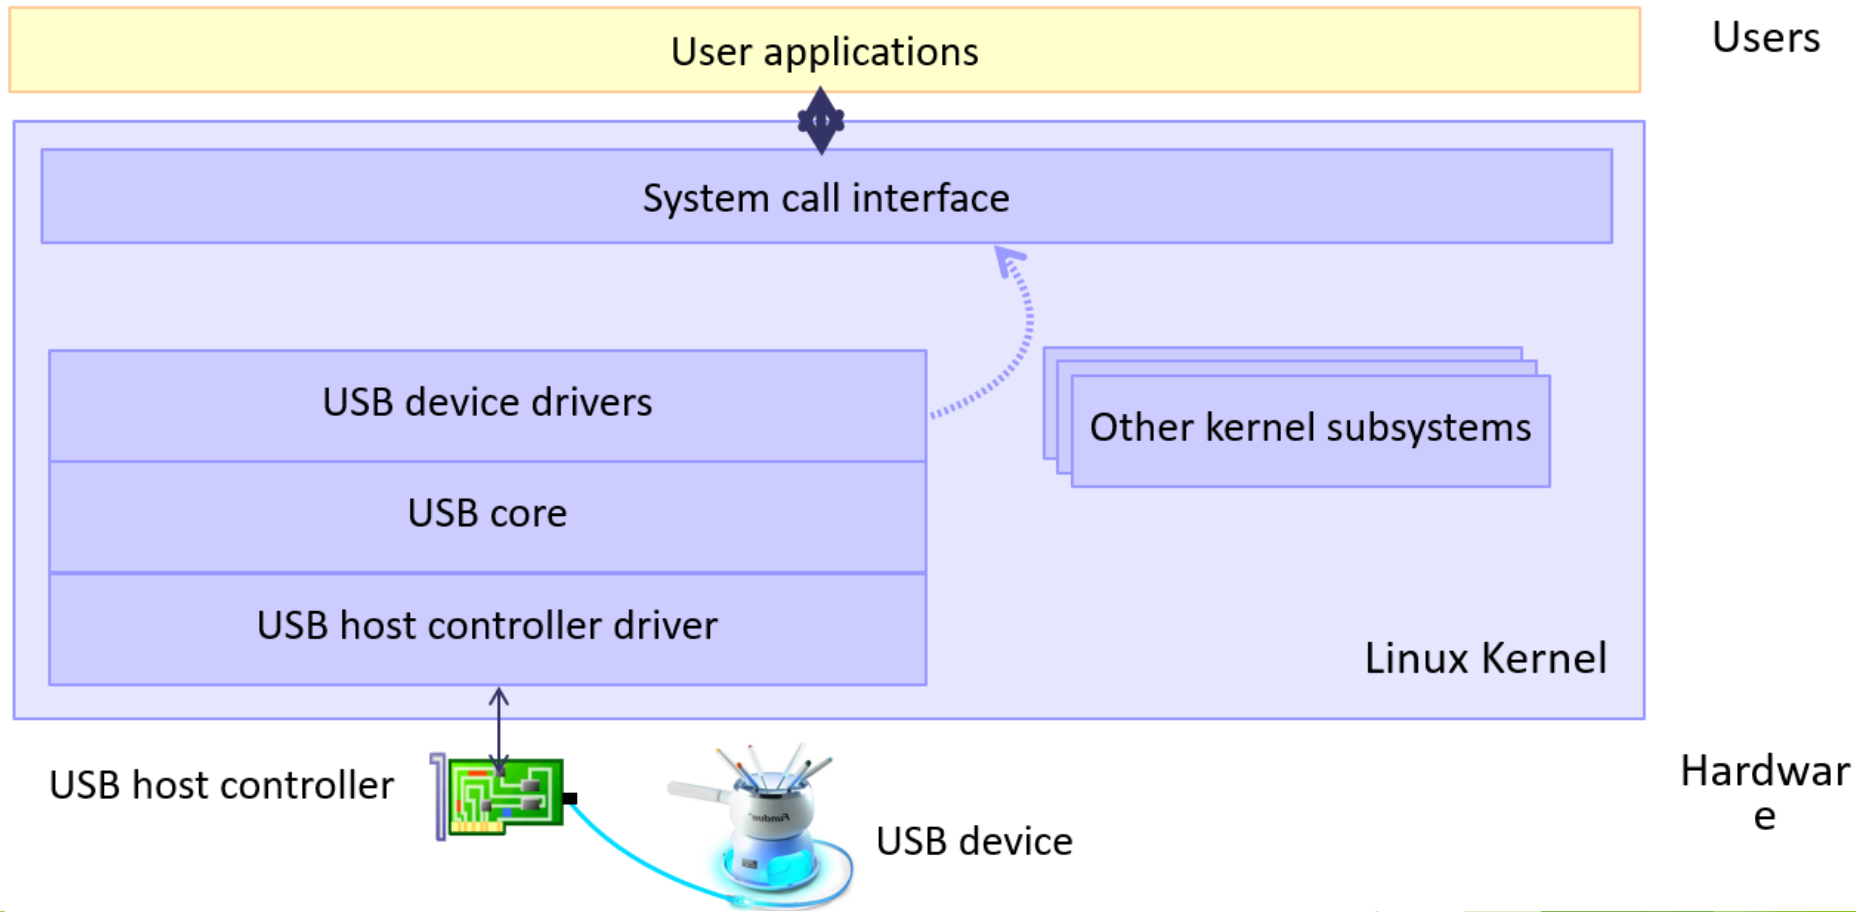 User applications
Users
System call interface
USB device drivers
Other kernel subsystems
USB core
USB host controller driver
Linux Kernel
USB host controller
Hardwar
e
Fundue
USB device